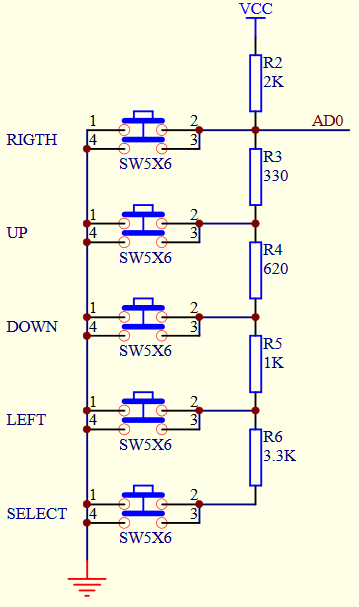 VCC
R2
2K
AD0
1 2
4 3
RIGTH
SW5X6
R3
330
1 2
4 3
UP
SW5X6
R4
620
1 2
4 3
DOWN
SW5X6
R5
1K
1 2
4 3
LEFT
SW5X6
R6
3.3K
1 2
4 3
SELECT
SW5X6